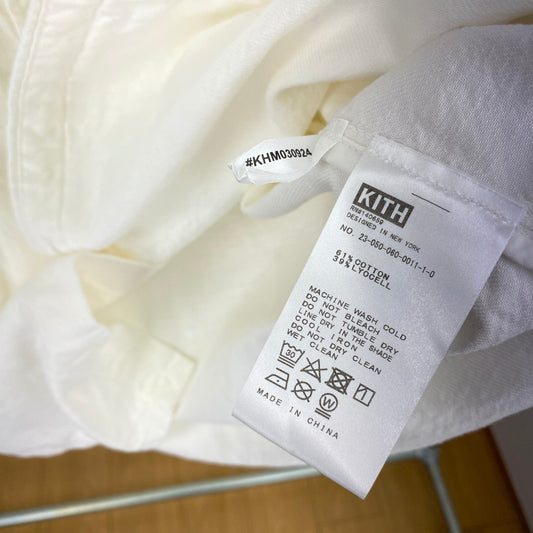 #KHM030924
KITH
RN#140659
DESIGNED IN NEW YORK
NO. 23-050-060-0011-1-0
61% COTTON
39% LYOCELL
MACHINE WASH COLD
DO NOT BLEACH
DO NOT TUMBLE DRY
LINE DRY IN THE SHADE
COOL IRON
DO NOT DRY CLEAN
WET CLEAN
30
W
MADE IN CHINA